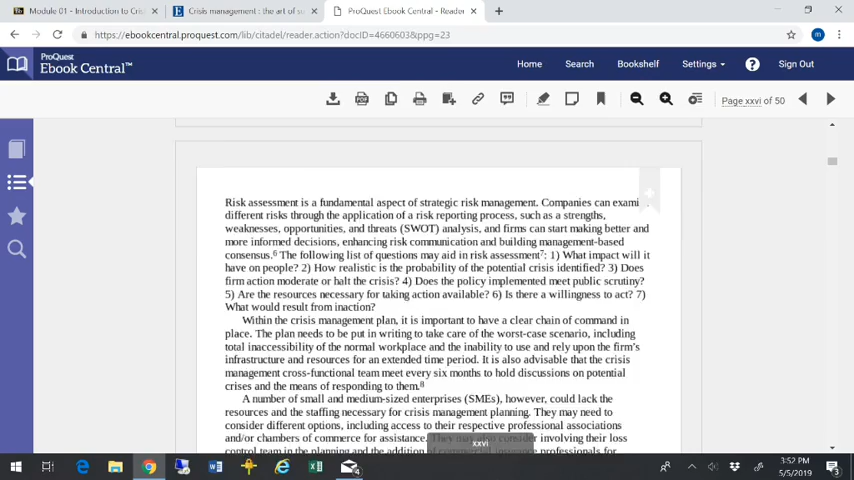 Module 01 - Introduction to Cris
Crisis management : the art of s
ProQuest Ebook Central - Reader
https://ebookcentral.proquest.com/lib/citadel/reader.action?docID=4660603&ppg=23
m
ProQuest
Ebook Central™
Home
Search
Bookshelf
Settings
Sign Out
Page xxvi of 50
Risk assessment is a fundamental aspect of strategic risk management. Companies can exami
different risks through the application of a risk reporting process, such as a strengths,
weaknesses, opportunities, and threats (SWOT) analysis, and firms can start making better and
more informed decisions, enhancing risk communication and building management-based
consensus.6 The following list of questions may aid in risk assessment7: 1) What impact will it
have on people? 2) How realistic is the probability of the potential crisis identified? 3) Does
firm action moderate or halt the crisis? 4) Does the policy implemented meet public scrutiny?
5) Are the resources necessary for taking action available? 6) Is there a willingness to act? 7)
What would result from inaction?
Within the crisis management plan, it is important to have a clear chain of command in
place. The plan needs to be put in writing to take care of the worst-case scenario, including
total inaccessibility of the normal workplace and the inability to use and rely upon the firm's
infrastructure and resources for an extended time period. It is also advisable that the crisis
management cross-functional team meet every six months to hold discussions on potential
crises and the means of responding to them.8
A number of small and medium-sized enterprises (SMEs), however, could lack the
resources and the staffing necessary for crisis management planning. They may need to
consider different options, including access to their respective professional associations
and/or chambers of commerce for assistance. They may also consider involving their loss
control team in the planning and the addition of commercial insurance professionals for
xxvi
3:52 PM
5/5/2019